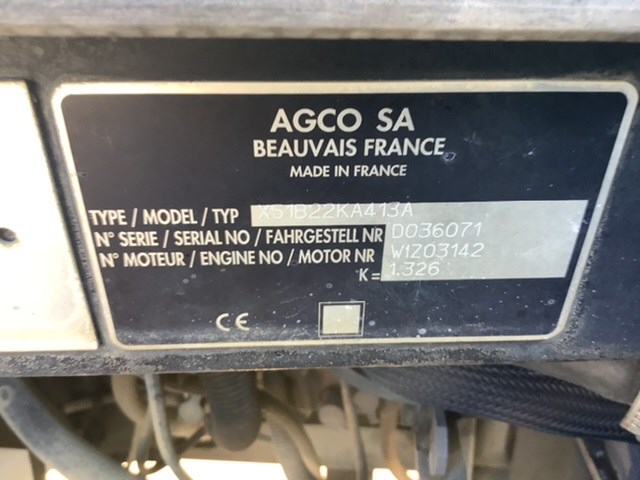 AGCO SA
BEAUVAIS FRANCE
MADE IN FRANCE
TYPE / MODEL / TYP X51B22KA413A
N° SERIE / SERIAL NO / FAHRGESTELL NR D036071
N° MOTEUR / ENGINE NO / MOTOR NR W1Z03142
K = 1.326
CE